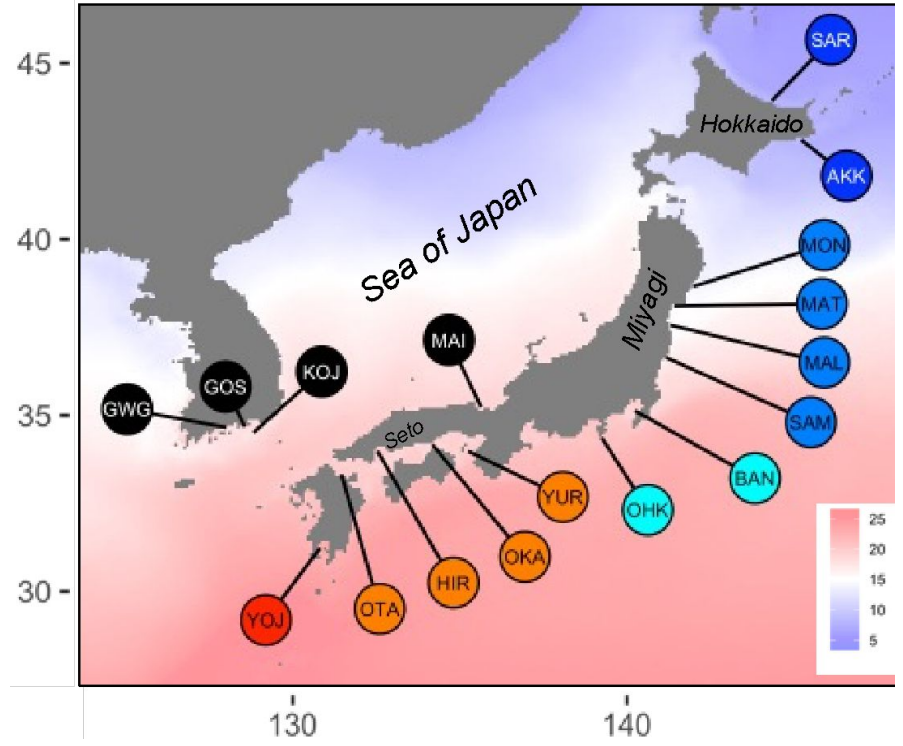 45
SAR
Hokkaido
AKK
40
Sea of Japan
MON
MAT
Miyagi
MAI
MAL
KOJ
GOS
GWG
35
SAM
Seto
BAN
YUR
OHK
25
OKA
20
HIR
15
30
OTA
YOJ
10
5
130
140